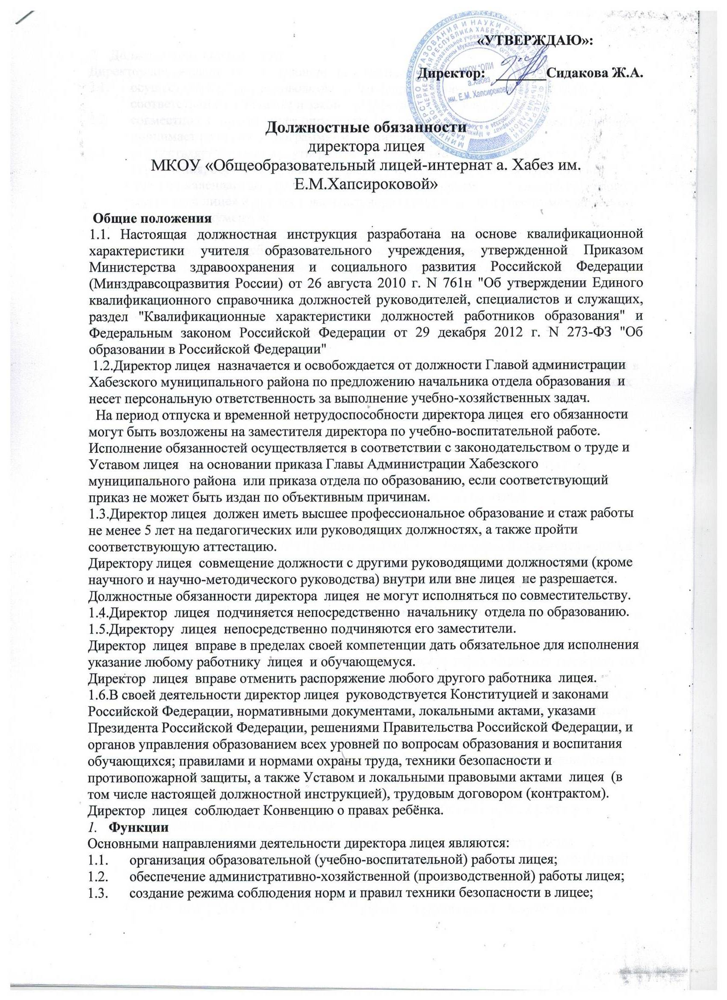 «УТВЕРЖДАЮ»:
Директор: ________Сидакова Ж.А.
МКОУ "ОЛИ
а.Хабез
им. Е.М. Хапсироковой
Должностные обязанности
директора лицея
МКОУ «Общеобразовательный лицей-интернат а. Хабез им.
Е.М.Хапсироковой»
Общие положения
1.1. Настоящая должностная инструкция разработана на основе квалификационной
характеристики учителя образовательного учреждения, утвержденной Приказом
Министерства здравоохранения и социального развития Российской Федерации
(Минздравсоцразвития России) от 26 августа 2010 г. N 761н "Об утверждении Единого
квалификационного справочника должностей руководителей, специалистов и служащих,
раздел "Квалификационные характеристики должностей работников образования" и
Федеральным законом Российской Федерации от 29 декабря 2012 г. N 273-ФЗ "Об
образовании в Российской Федерации"
1.2.Директор лицея назначается и освобождается от должности Главой администрации
Хабезского муниципального района по предложению начальника отдела образования и
несет персональную ответственность за выполнение учебно-хозяйственных задач.
На период отпуска и временной нетрудоспособности директора лицея его обязанности
могут быть возложены на заместителя директора по учебно-воспитательной работе.
Исполнение обязанностей осуществляется в соответствии с законодательством о труде и
Уставом лицея на основании приказа Главы Администрации Хабезского
муниципального района или приказа отдела по образованию, если соответствующий
приказ не может быть издан по объективным причинам.
1.3.Директор лицея должен иметь высшее профессиональное образование и стаж работы
не менее 5 лет на педагогических или руководящих должностях, а также пройти
соответствующую аттестацию.
Директору лицея совмещение должности с другими руководящими должностями (кроме
научного и научно-методического руководства) внутри или вне лицея не разрешается.
Должностные обязанности директора лицея не могут исполняться по совместительству.
1.4.Директор лицея подчиняется непосредственно начальнику отдела по образованию.
1.5.Директору лицея непосредственно подчиняются его заместители.
Директор лицея вправе в пределах своей компетенции дать обязательное для исполнения
указание любому работнику лицея и обучающемуся.
Директор лицея вправе отменить распоряжение любого другого работника лицея.
1.6.В своей деятельности директор лицея руководствуется Конституцией и законами
Российской Федерации, нормативными документами, локальными актами, указами
Президента Российской Федерации, решениями Правительства Российской Федерации, и
органов управления образованием всех уровней по вопросам образования и воспитания
обучающихся; правилами и нормами охраны труда, техники безопасности и
противопожарной защиты, а также Уставом и локальными правовыми актами лицея (в
том числе настоящей должностной инструкцией), трудовым договором (контрактом).
Директор лицея соблюдает Конвенцию о правах ребёнка.
1. Функции
Основными направлениями деятельности директора лицея являются:
1.1. организация образовательной (учебно-воспитательной) работы лицея;
1.2. обеспечение административно-хозяйственной (производственной) работы лицея;
1.3. создание режима соблюдения норм и правил техники безопасности в лицее;